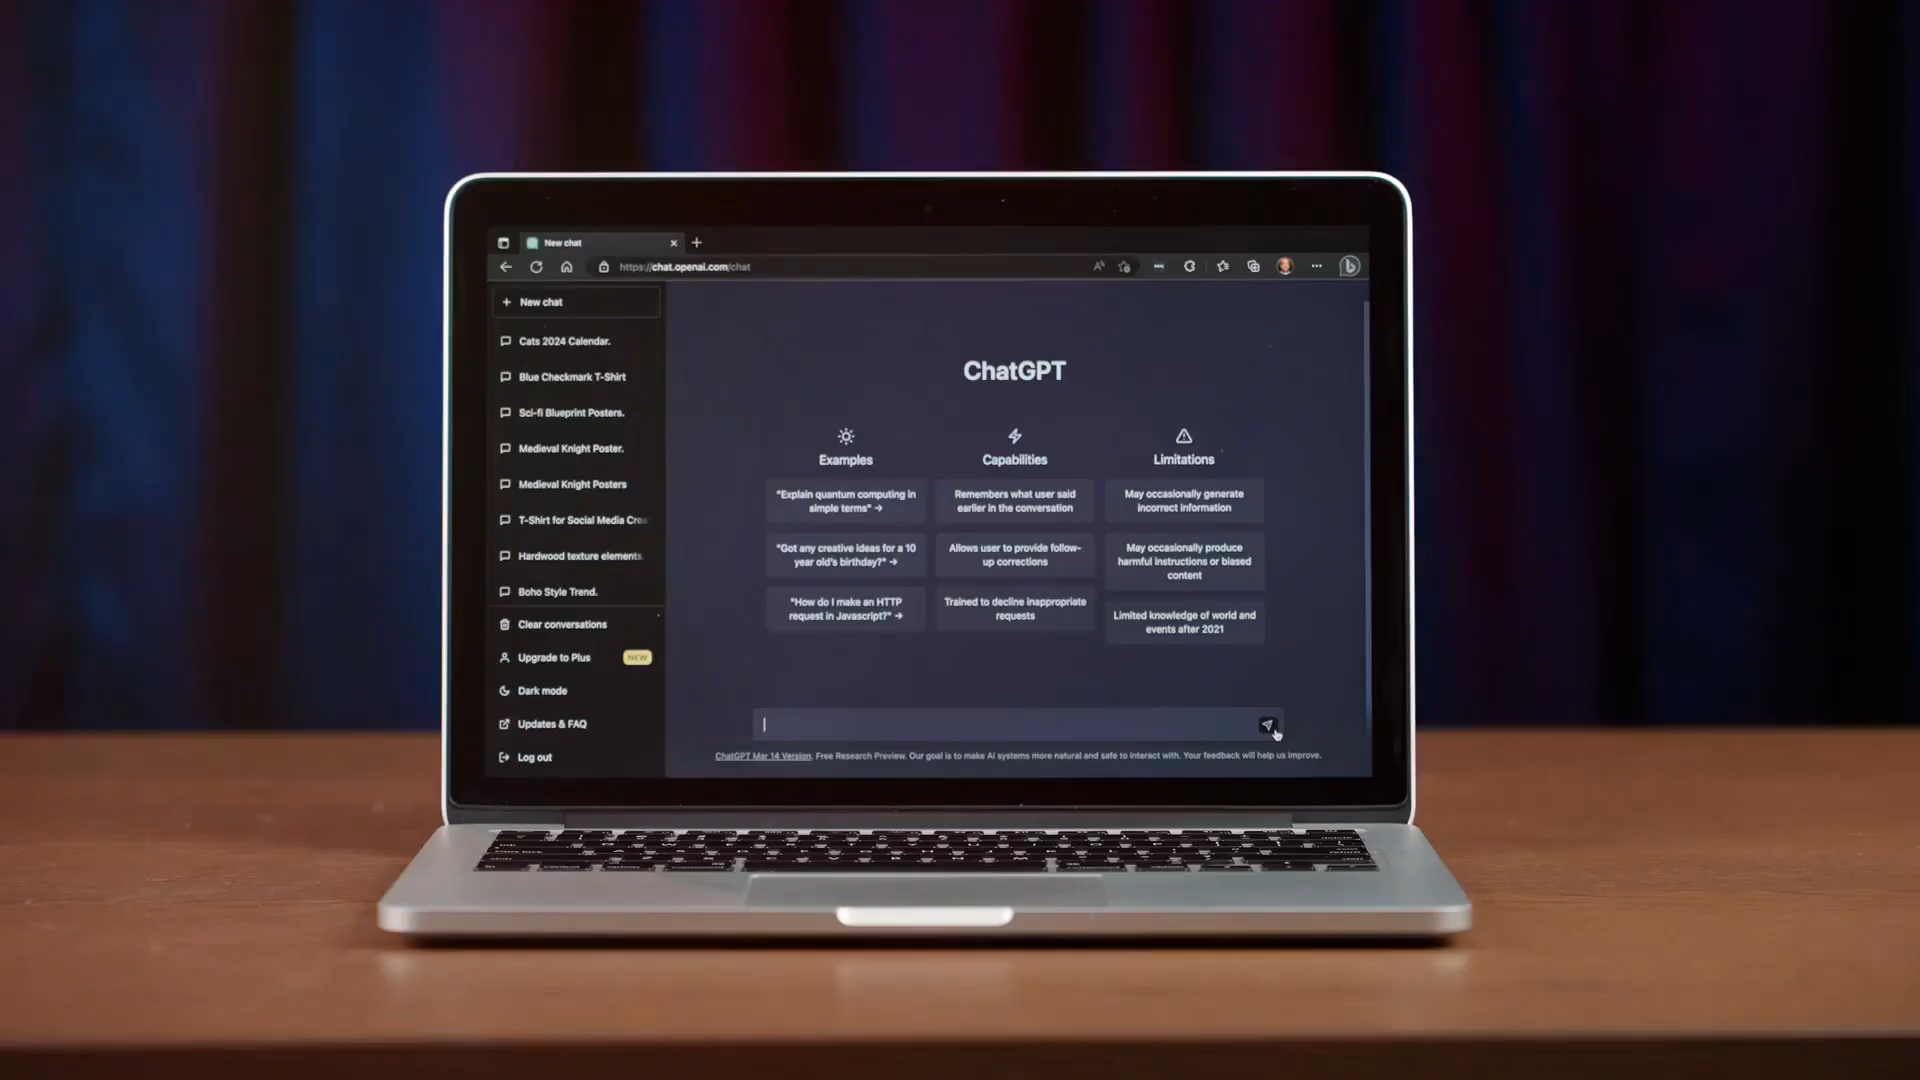 New chat
https://chat.openai.com/chat
New chat
Cats 2024 Calendar.
Blue Checkmark T-Shirt
Sci-fi Blueprint Posters.
Medieval Knight Poster.
Medieval Knight Posters
T-Shirt for Social Media Crea
Hardwood texture elements.
Boho Style Trend.
Clear conversations
Upgrade to Plus NEW
Dark mode
Updates & FAQ
Log out
ChatGPT
Examples
"Explain quantum computing in
simple terms" →
"Got any creative ideas for a 10
year old's birthday?" →
"How do I make an HTTP
request in Javascript?" →
Capabilities
Remembers what user said
earlier in the conversation
Allows user to provide follow-
up corrections
Trained to decline inappropriate
requests
Limitations
May occasionally generate
incorrect information
May occasionally produce
harmful instructions or biased
content
Limited knowledge of world and
events after 2021
ChatGPT Mar 14 Version. Free Research Preview. Our goal is to make AI systems more natural and safe to interact with. Your feedback will help us improve.